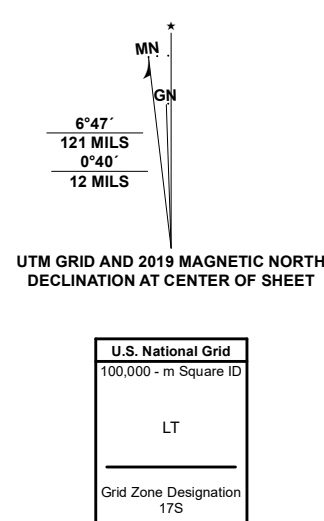 ★
MN
GN
6°47´
121 MILS
0°40´
12 MILS
UTM GRID AND 2019 MAGNETIC NORTH
DECLINATION AT CENTER OF SHEET
U.S. National Grid
100,000 - m Square ID
LT
Grid Zone Designation
17S